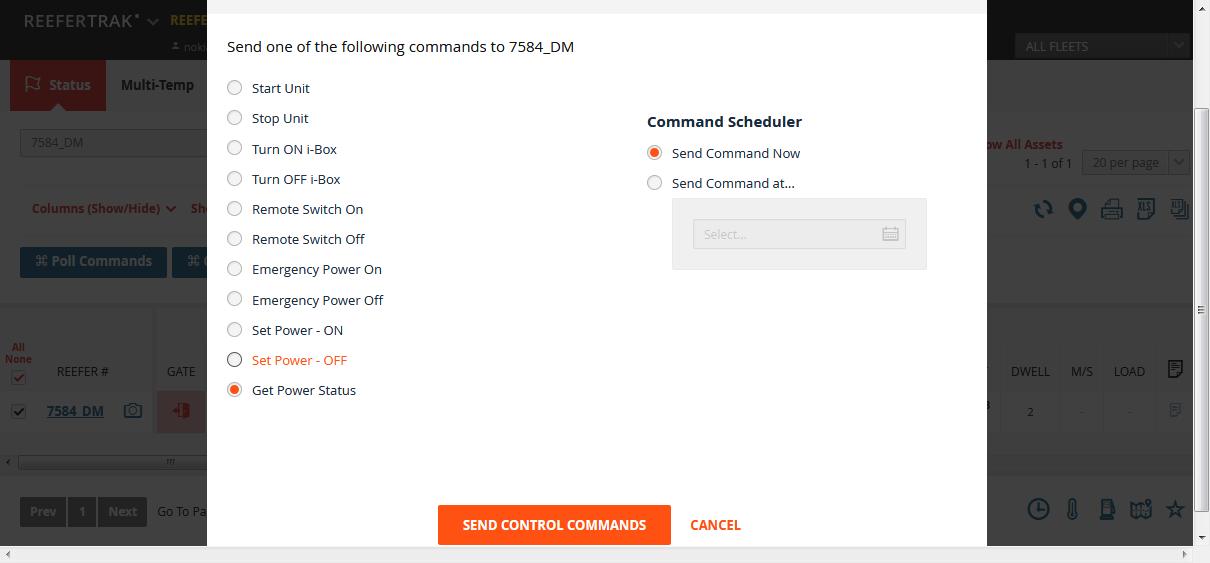 REEFERTRAK
REEFER
noki
ALL FLEETS
Send one of the following commands to 7584_DM
Status
Multi-Temp
7584_DM
Start Unit
Stop Unit
Turn ON i-Box
Turn OFF i-Box
Remote Switch On
Remote Switch Off
Emergency Power On
Emergency Power Off
Set Power - ON
Set Power - OFF
Get Power Status
Command Scheduler
Send Command Now
Send Command at...
Select...
ow All Assets
1 - 1 of 1
20 per page
Columns (Show/Hide)
Sh
XLS
XLS
⌘ Poll Commands
⌘
All
None
REEFER #
GATE
DWELL
M/S
LOAD
7584_DM
2
-
-
Prev
1
Next
Go To Pa
SEND CONTROL COMMANDS
CANCEL